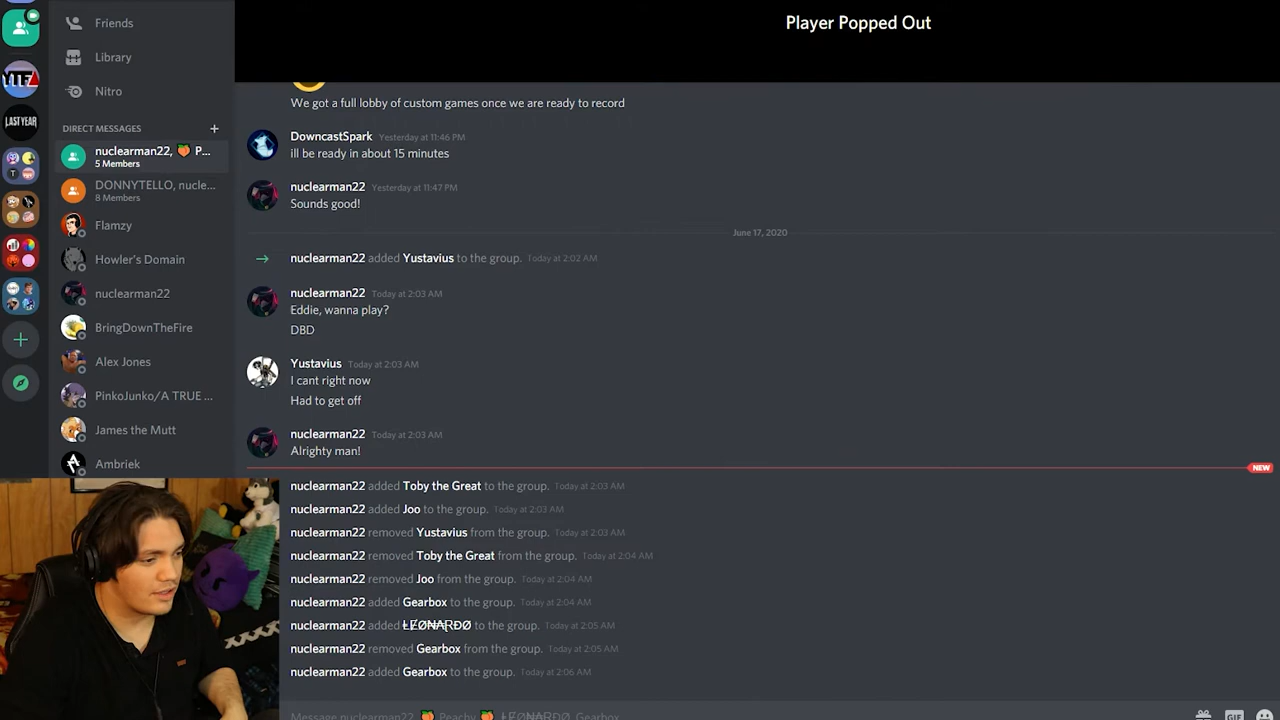 Player Popped Out
Friends
Library
Nitro
DIRECT MESSAGES +
nuclearman22, 🍑 P...
5 Members
DONNYTELLO, nucle...
8 Members
Flamzy
Howler's Domain
nuclearman22
BringDownTheFire
Alex Jones
PinkoJunko/A TRUE ...
James the Mutt
Ambriek
LAST YEAR
We got a full lobby of custom games once we are ready to record
DowncastSpark Yesterday at 11:46 PM
ill be ready in about 15 minutes
nuclearman22 Yesterday at 11:47 PM
Sounds good!
June 17, 2020
nuclearman22 added Yustavius to the group. Today at 2:02 AM
nuclearman22 Today at 2:03 AM
Eddie, wanna play?
DBD
Yustavius Today at 2:03 AM
I cant right now
Had to get off
nuclearman22 Today at 2:03 AM
Alrighty man!
NEW
nuclearman22 added Toby the Great to the group. Today at 2:03 AM
nuclearman22 added Joo to the group. Today at 2:03 AM
nuclearman22 removed Yustavius from the group. Today at 2:03 AM
nuclearman22 removed Toby the Great from the group. Today at 2:04 AM
nuclearman22 removed Joo from the group. Today at 2:04 AM
nuclearman22 added Gearbox to the group. Today at 2:04 AM
nuclearman22 added ŁɆØ₦₳ⱤĐØ to the group. Today at 2:05 AM
nuclearman22 removed Gearbox from the group. Today at 2:05 AM
nuclearman22 added Gearbox to the group. Today at 2:06 AM
Message nuclearman22, 🍑 Peachy 🍑, ŁɆØ₦₳ⱤĐØ, Gearbox
GIF